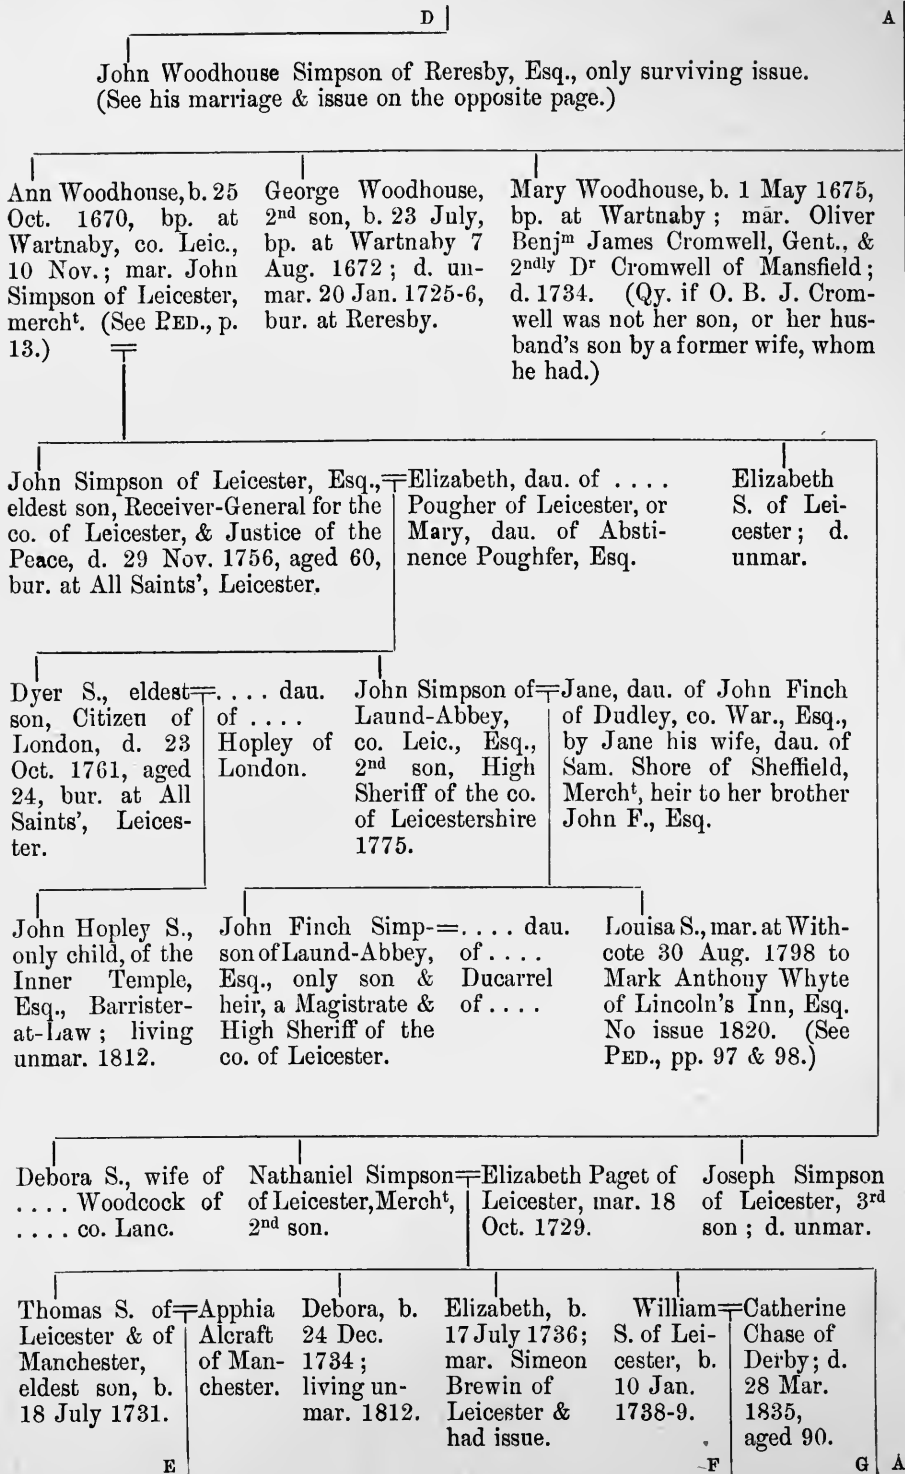 D
A
John Woodhouse Simpson of Reresby, Esq., only surviving issue.
(See his marriage & issue on the opposite page.)
Ann Woodhouse, b. 25
Oct. 1670, bp. at
Wartnaby, co. Leic.,
10 Nov.; mar. John
Simpson of Leicester,
merchᵗ. (See PED., p.
13.)
George Woodhouse,
2ⁿᵈ son, b. 23 July,
bp. at Wartnaby 7
Aug. 1672; d. un-
mar. 20 Jan. 1725-6,
bur. at Reresby.
Mary Woodhouse, b. 1 May 1675,
bp. at Wartnaby; mar. Oliver
Benjᵐ James Cromwell, Gent., &
2ⁿᵈˡʸ Dʳ Cromwell of Mansfield;
d. 1734. (Qy. if O. B. J. Crom-
well was not her son, or her hus-
band's son by a former wife, whom
he had.)
John Simpson of Leicester, Esq.,
eldest son, Receiver-General for the
co. of Leicester, & Justice of the
Peace, d. 29 Nov. 1756, aged 60,
bur. at All Saints', Leicester.
Elizabeth, dau. of . . . .
Pougher of Leicester, or
Mary, dau. of Absti-
nence Poughfer, Esq.
Elizabeth
S. of Lei-
cester; d.
unmar.
Dyer S., eldest
son, Citizen of
London, d. 23
Oct. 1761, aged
24, bur. at All
Saints', Leices-
ter.
. . . . dau.
of . . . .
Hopley of
London.
John Simpson of
Laund-Abbey,
co. Leic., Esq.,
2ⁿᵈ son, High
Sheriff of the co.
of Leicestershire
1775.
Jane, dau. of John Finch
of Dudley, co. War., Esq.,
by Jane his wife, dau. of
Sam. Shore of Sheffield,
Merchᵗ, heir to her brother
John F., Esq.
John Hopley S.,
only child, of the
Inner Temple,
Esq., Barrister-
at-Law; living
unmar. 1812.
John Finch Simp-
son of Laund-Abbey,
Esq., only son &
heir, a Magistrate &
High Sheriff of the
co. of Leicester.
. . . . dau.
of . . . .
Ducarrel
of . . . .
Louisa S., mar. at With-
cote 30 Aug. 1798 to
Mark Anthony Whyte
of Lincoln's Inn, Esq.
No issue 1820. (See
PED., pp. 97 & 98.)
Debora S., wife of
. . . . Woodcock of
. . . . co. Lanc.
Nathaniel Simpson
of Leicester, Merchᵗ,
2ⁿᵈ son.
Elizabeth Paget of
Leicester, mar. 18
Oct. 1729.
Joseph Simpson
of Leicester, 3ʳᵈ
son; d. unmar.
Thomas S. of
Leicester & of
Manchester,
eldest son, b.
18 July 1731.
Apphia
Alcraft
of Man-
chester.
Debora, b.
24 Dec.
1734;
living un-
mar. 1812.
Elizabeth, b.
17 July 1736;
mar. Simeon
Brewin of
Leicester &
had issue.
William
S. of Lei-
cester, b.
10 Jan.
1738-9.
Catherine
Chase of
Derby; d.
28 Mar.
1835,
aged 90.
E
F
G
A